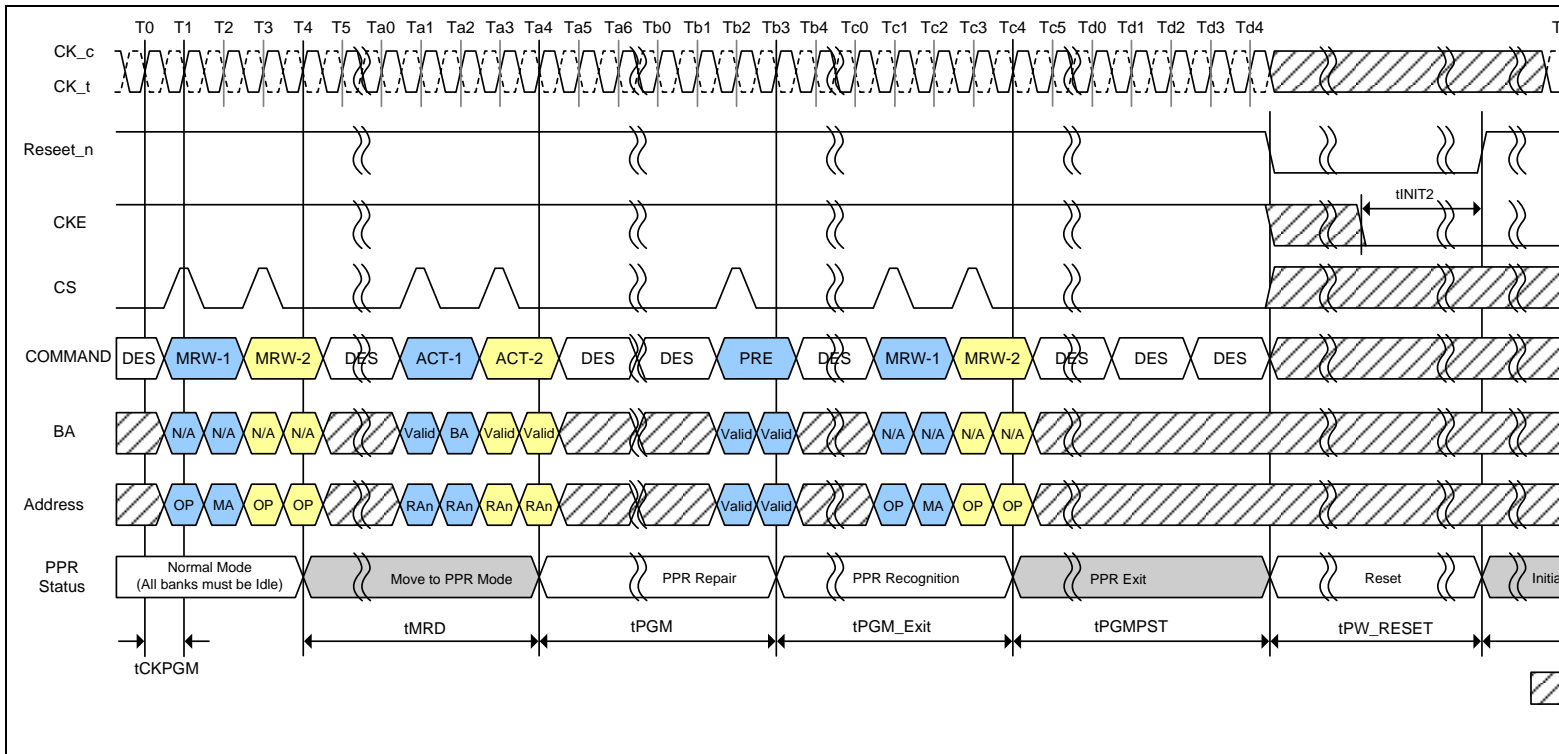 T0 T1 T2 T3 T4 T5 Ta0 Ta1 Ta2 Ta3 Ta4 Ta5 Ta6 Tb0 Tb1 Tb2 Tb3 Tb4 Tc0 Tc1 Tc2 Tc3 Tc4 Tc5 Td0 Td1 Td2 Td3 Td4 T
CK_c
CK_t
Reseet_n
CKE
tINIT2
CS
COMMAND DES MRW-1 MRW-2 DES ACT-1 ACT-2 DES DES PRE DES MRW-1 MRW-2 DES DES DES
BA N/A N/A N/A N/A Valid BA Valid Valid Valid Valid N/A N/A N/A N/A
Address OP MA OP OP RAn RAn RAn RAn Valid Valid OP MA OP OP
PPR Status
Normal Mode
(All banks must be Idle)
Move to PPR Mode PPR Repair PPR Recognition PPR Exit Reset Initia
tMRD tPGM tPGM_Exit tPGMPST tPW_RESET
tCKPGM